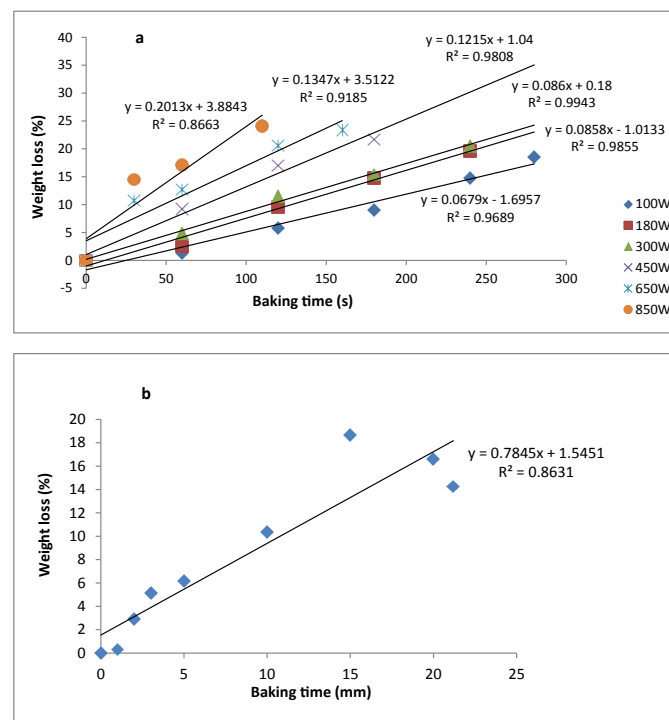 a
40
35
30
25
20
15
10
5
0
-5
Weight loss (%)
y = 0.2013x + 3.8843
R² = 0.8663
y = 0.1347x + 3.5122
R² = 0.9185
y = 0.1215x + 1.04
R² = 0.9808
y = 0.086x + 0.18
R² = 0.9943
y = 0.0858x - 1.0133
R² = 0.9855
y = 0.0679x - 1.6957
R² = 0.9689
0 50 100 150 200 250 300
Baking time (s)
100W
180W
300W
450W
650W
850W
b
20
18
16
14
12
10
8
6
4
2
0
Weight loss (%)
y = 0.7845x + 1.5451
R² = 0.8631
0 5 10 15 20 25
Baking time (mm)